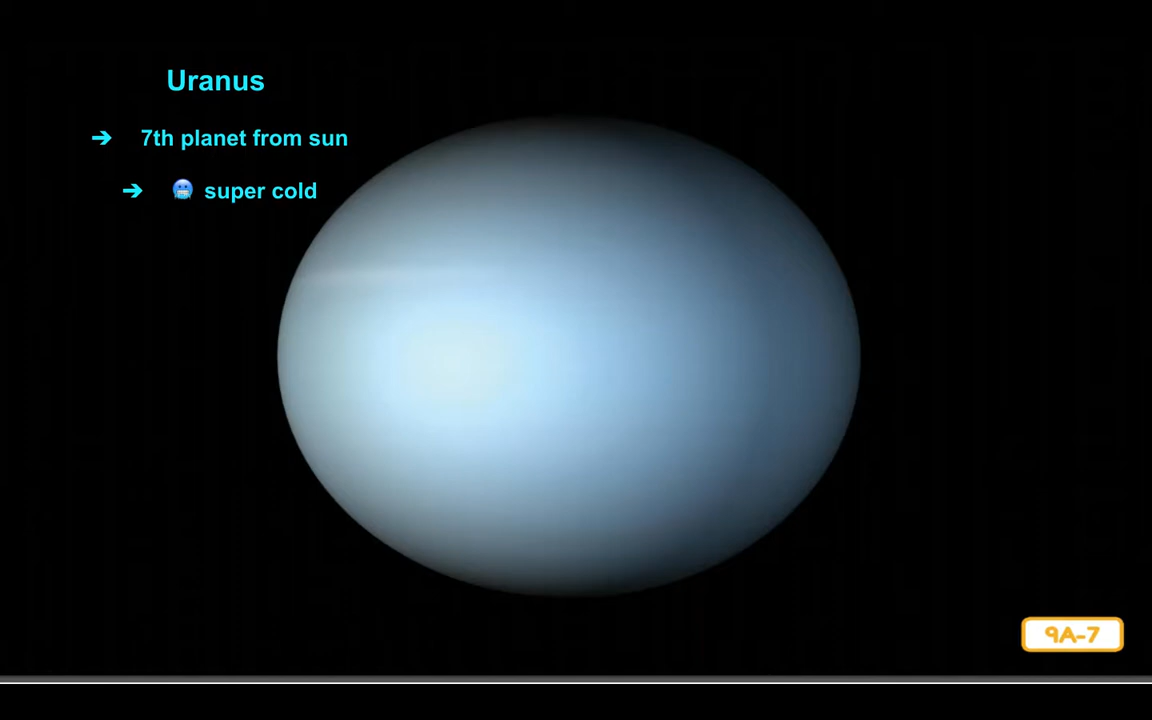 Uranus
➔ 7th planet from sun
➔ 🥶 super cold
9A-7